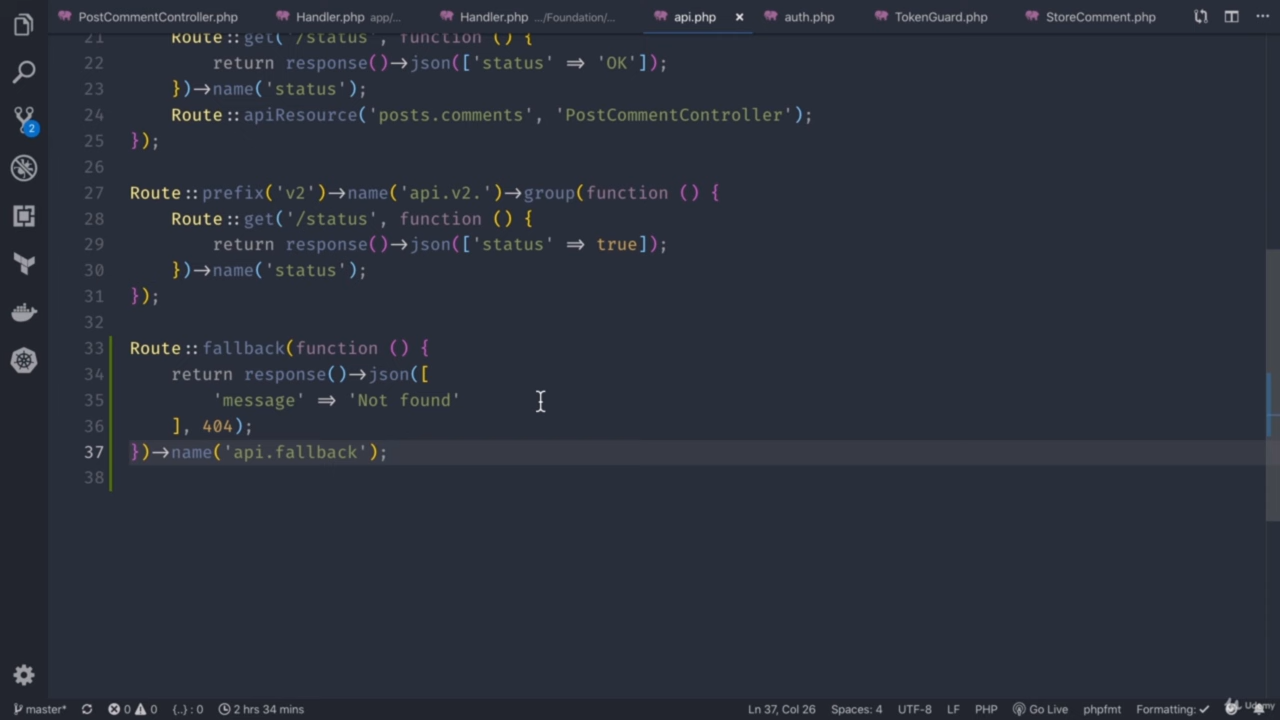 PostCommentController.php Handler.php app/... Handler.php .../Foundation/... api.php × auth.php TokenGuard.php StoreComment.php ...
21 Route::get('/status', function () {
22 return response()->json(['status' => 'OK']);
23 })->name('status');
24 Route::apiResource('posts.comments', 'PostCommentController');
25 });
26
27 Route::prefix('v2')->name('api.v2.')->group(function () {
28 Route::get('/status', function () {
29 return response()->json(['status' => true]);
30 })->name('status');
31 });
32
33 Route::fallback(function () {
34 return response()->json([
35 'message' => 'Not found'
36 ], 404);
37 })->name('api.fallback');
38
2
master* 0 0 {..} : 0 2 hrs 34 mins Ln 37, Col 26 Spaces: 4 UTF-8 LF PHP Go Live phpfmt Formatting: ✓ Udemy